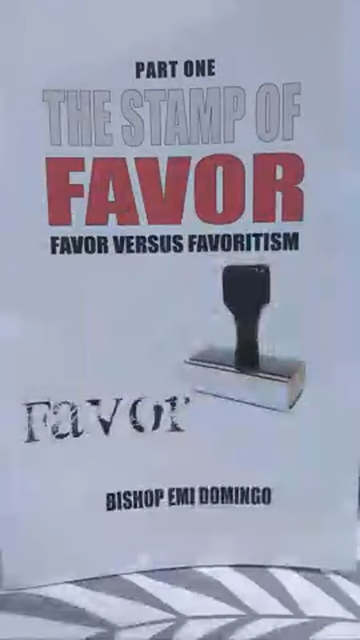 PART ONE
THE STAMP OF
FAVOR
FAVOR VERSUS FAVORITISM
Favor
BISHOP EMI DOMINGO